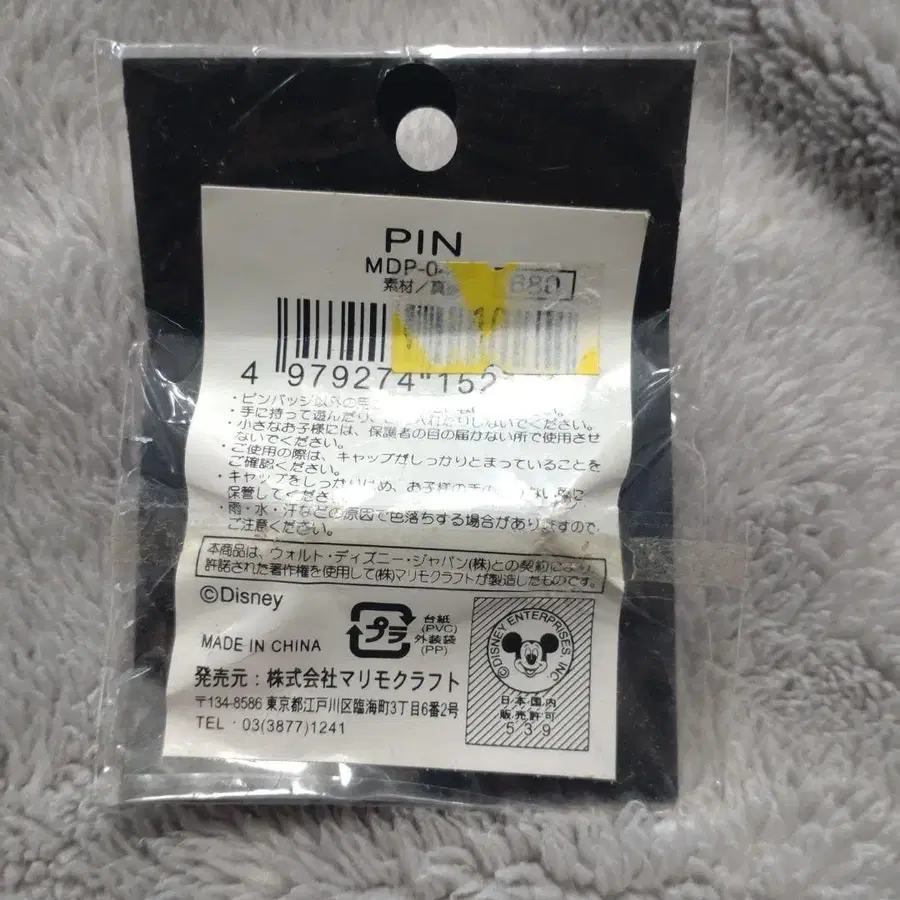 PIN
MDP-0
素材/真
680
4 979274 152
・ピンバッジ以外の
・手に持って遊んだり、入れたりしないでください。
・小さなお子様には、保護者の目の届かない所で使用させ
ないでください。
・ご使用の際は、キャップがしっかりとまっていることを
ご確認ください。
・キャップをしっかり お子様の手の ない所に
保管してくださ
・雨・水・汗などの原因で色落ちする場合がありますので
ご注意ください。
本商品は、ウォルト・ディズニー・ジャパン(株)との契約により
許諾された著作権を使用して(株)マリモクラフトが製造したものです。
©Disney
MADE IN CHINA
プラ
台紙
(PVC)
外装袋
(PP)
©DISNEY ENTERPRISES, INC.
日本国内
販売許可
539
発売元:株式会社マリモクラフト
〒134-8586 東京都江戸川区臨海町3丁目6番2号
TEL・03(3877)1241